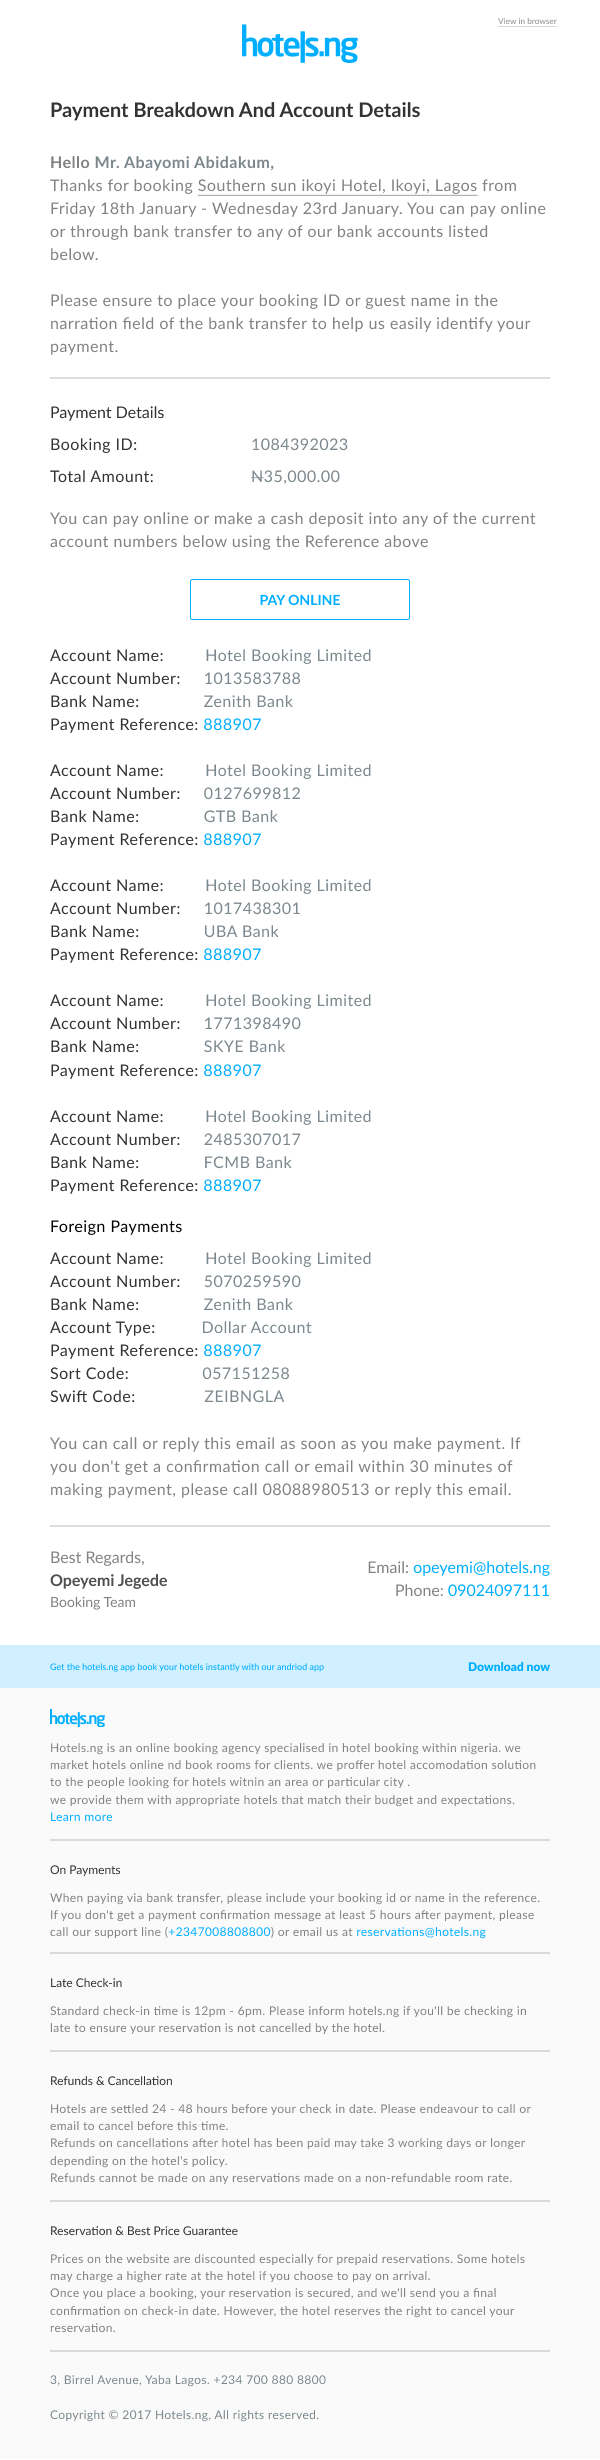 View in browser
hotels.ng
Payment Breakdown And Account Details
Hello Mr. Abayomi Abidakum,
Thanks for booking Southern sun ikoyi Hotel, Ikoyi, Lagos from
Friday 18th January - Wednesday 23rd January. You can pay online
or through bank transfer to any of our bank accounts listed
below.
Please ensure to place your booking ID or guest name in the
narration field of the bank transfer to help us easily identify your
payment.
Payment Details
Booking ID: 1084392023
Total Amount: ₦35,000.00
You can pay online or make a cash deposit into any of the current
account numbers below using the Reference above
PAY ONLINE
Account Name: Hotel Booking Limited
Account Number: 1013583788
Bank Name: Zenith Bank
Payment Reference: 888907
Account Name: Hotel Booking Limited
Account Number: 0127699812
Bank Name: GTB Bank
Payment Reference: 888907
Account Name: Hotel Booking Limited
Account Number: 1017438301
Bank Name: UBA Bank
Payment Reference: 888907
Account Name: Hotel Booking Limited
Account Number: 1771398490
Bank Name: SKYE Bank
Payment Reference: 888907
Account Name: Hotel Booking Limited
Account Number: 2485307017
Bank Name: FCMB Bank
Payment Reference: 888907
Foreign Payments
Account Name: Hotel Booking Limited
Account Number: 5070259590
Bank Name: Zenith Bank
Account Type: Dollar Account
Payment Reference: 888907
Sort Code: 057151258
Swift Code: ZEIBNGLA
You can call or reply this email as soon as you make payment. If
you don't get a confirmation call or email within 30 minutes of
making payment, please call 08088980513 or reply this email.
Best Regards,
Opeyemi Jegede
Booking Team
Email: opeyemi@hotels.ng
Phone: 09024097111
Get the hotels.ng app book your hotels instantly with our andriod app
Download now
hotels.ng
Hotels.ng is an online booking agency specialised in hotel booking within nigeria. we
market hotels online nd book rooms for clients. we proffer hotel accomodation solution
to the people looking for hotels witnin an area or particular city .
we provide them with appropriate hotels that match their budget and expectations.
Learn more
On Payments
When paying via bank transfer, please include your booking id or name in the reference.
If you don't get a payment confirmation message at least 5 hours after payment, please
call our support line (+2347008808800) or email us at reservations@hotels.ng
Late Check-in
Standard check-in time is 12pm - 6pm. Please inform hotels.ng if you'll be checking in
late to ensure your reservation is not cancelled by the hotel.
Refunds & Cancellation
Hotels are settled 24 - 48 hours before your check in date. Please endeavour to call or
email to cancel before this time.
Refunds on cancellations after hotel has been paid may take 3 working days or longer
depending on the hotel's policy.
Refunds cannot be made on any reservations made on a non-refundable room rate.
Reservation & Best Price Guarantee
Prices on the website are discounted especially for prepaid reservations. Some hotels
may charge a higher rate at the hotel if you choose to pay on arrival.
Once you place a booking, your reservation is secured, and we'll send you a final
confirmation on check-in date. However, the hotel reserves the right to cancel your
reservation.
3, Birrel Avenue, Yaba Lagos. +234 700 880 8800
Copyright © 2017 Hotels.ng, All rights reserved.